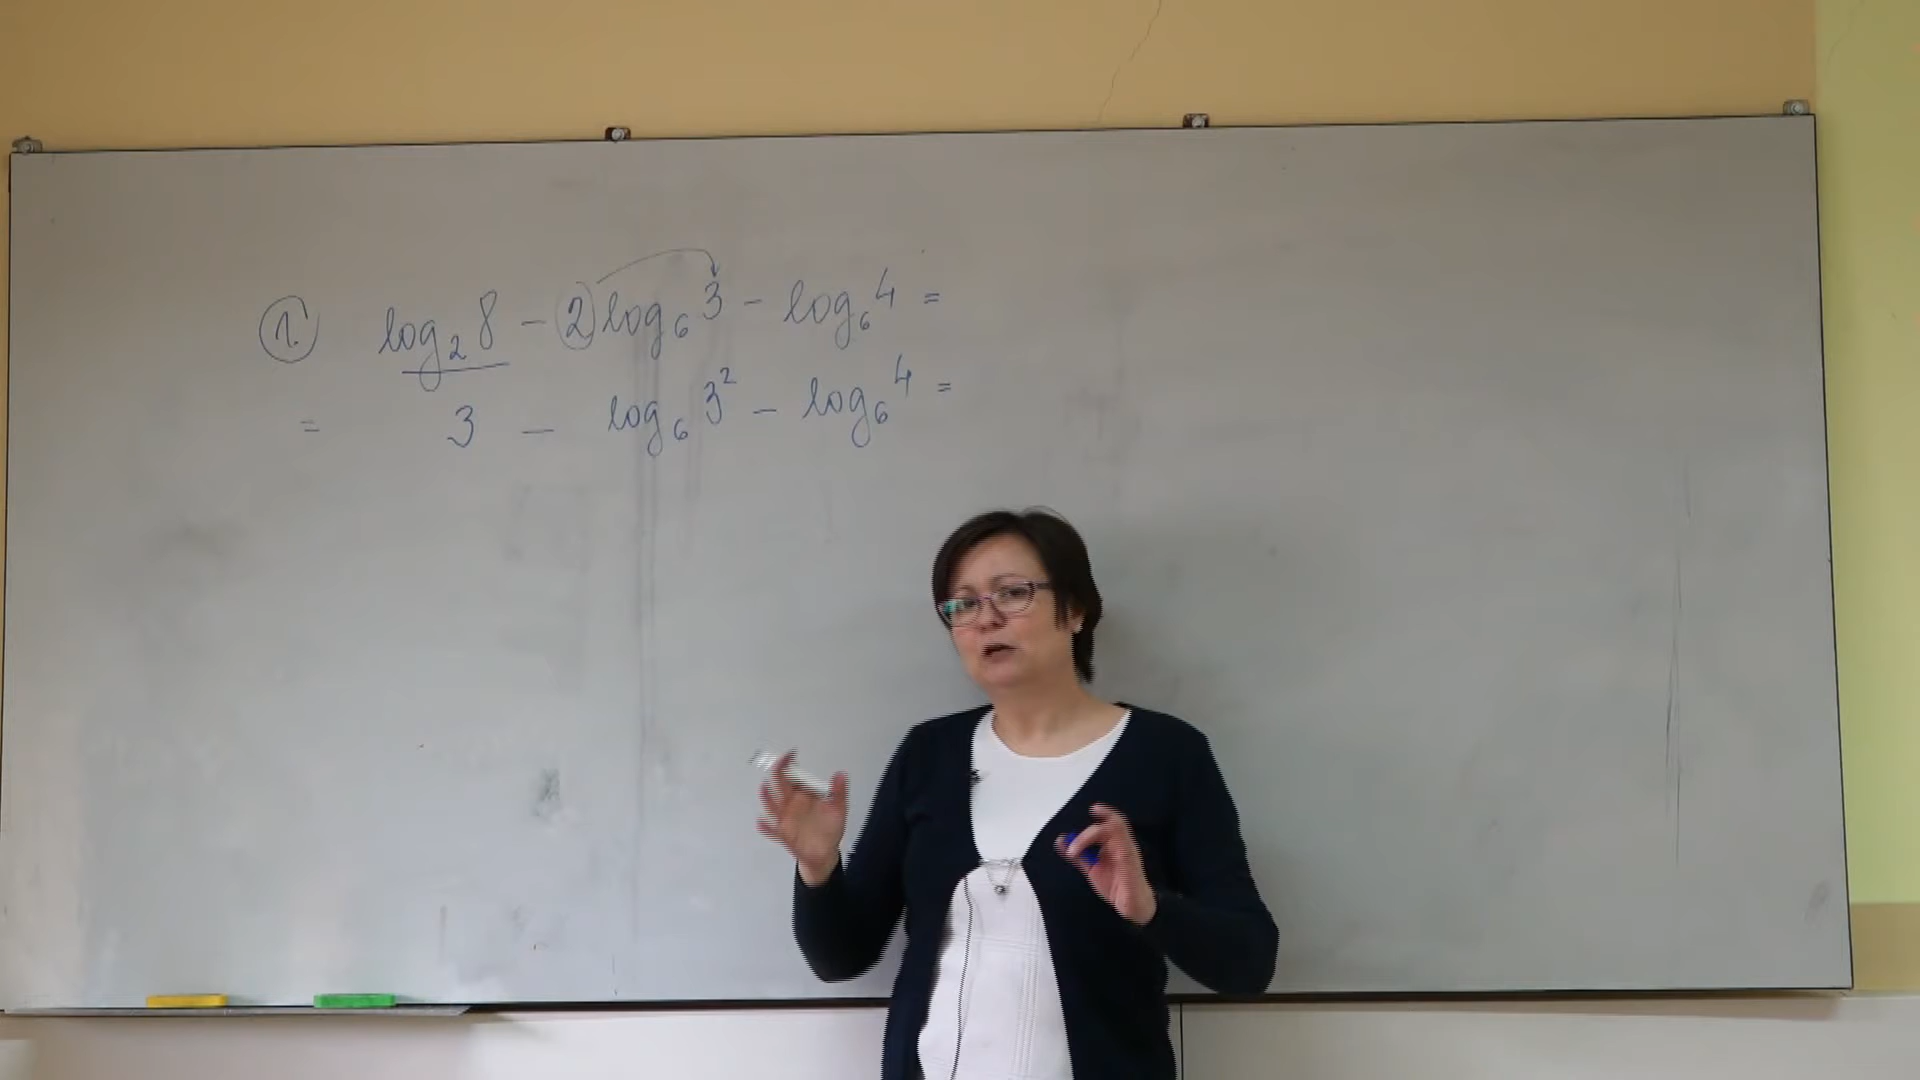 ① log₂8 - 2log₆3 - log₆4 =
= 3 - log₆3² - log₆4 =